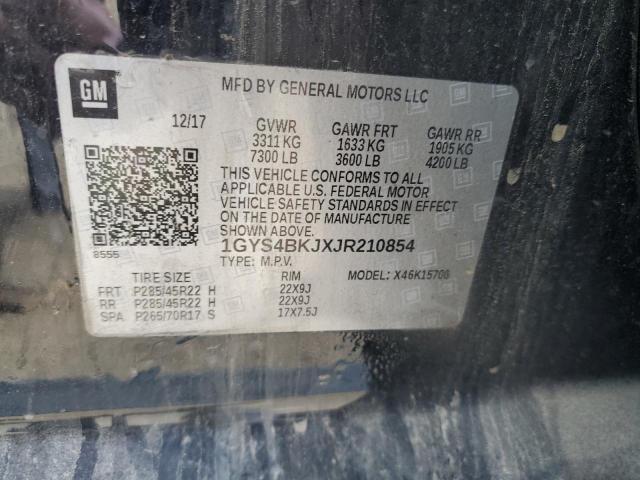 GM
MFD BY GENERAL MOTORS LLC
12/17 GVWR GAWR FRT GAWR RR
3311 KG 1633 KG 1905 KG
7300 LB 3600 LB 4200 LB
THIS VEHICLE CONFORMS TO ALL
APPLICABLE U.S. FEDERAL MOTOR
VEHICLE SAFETY STANDARDS IN EFFECT
ON THE DATE OF MANUFACTURE
SHOWN ABOVE.
8555
1GYS4BKJXJR210854
TYPE: M.P.V. MODEL: X46K15706
TIRE SIZE RIM
FRT P285/45R22 H 22X9J
RR P285/45R22 H 22X9J
SPA P265/70R17 S 17X7.5J